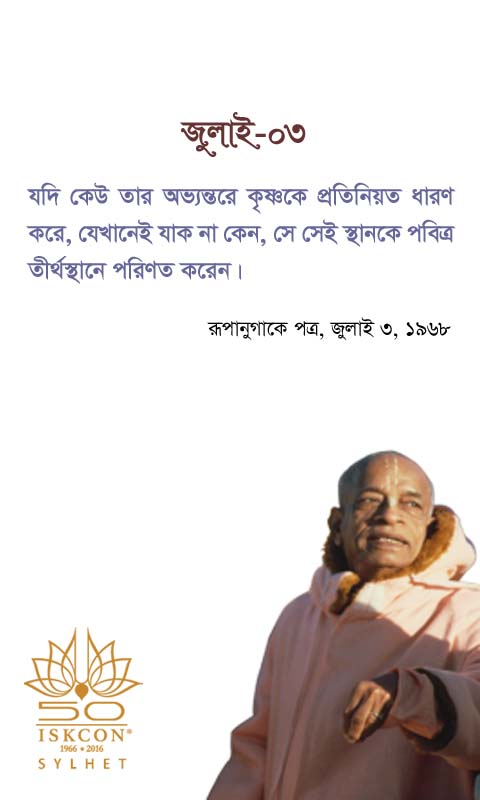 জুলাই-০৩
যদি কেউ তার অভ্যন্তরে কৃষ্ণকে প্রতিনিয়ত ধারণ
করে, যেখানেই যাক না কেন, সে সেই স্থানকে পবিত্র
তীর্থস্থানে পরিণত করেন।
রূপানুগাকে পত্র, জুলাই ৩, ১৯৬৮
50
ISKCON®
1966 • 2016
SYLHET